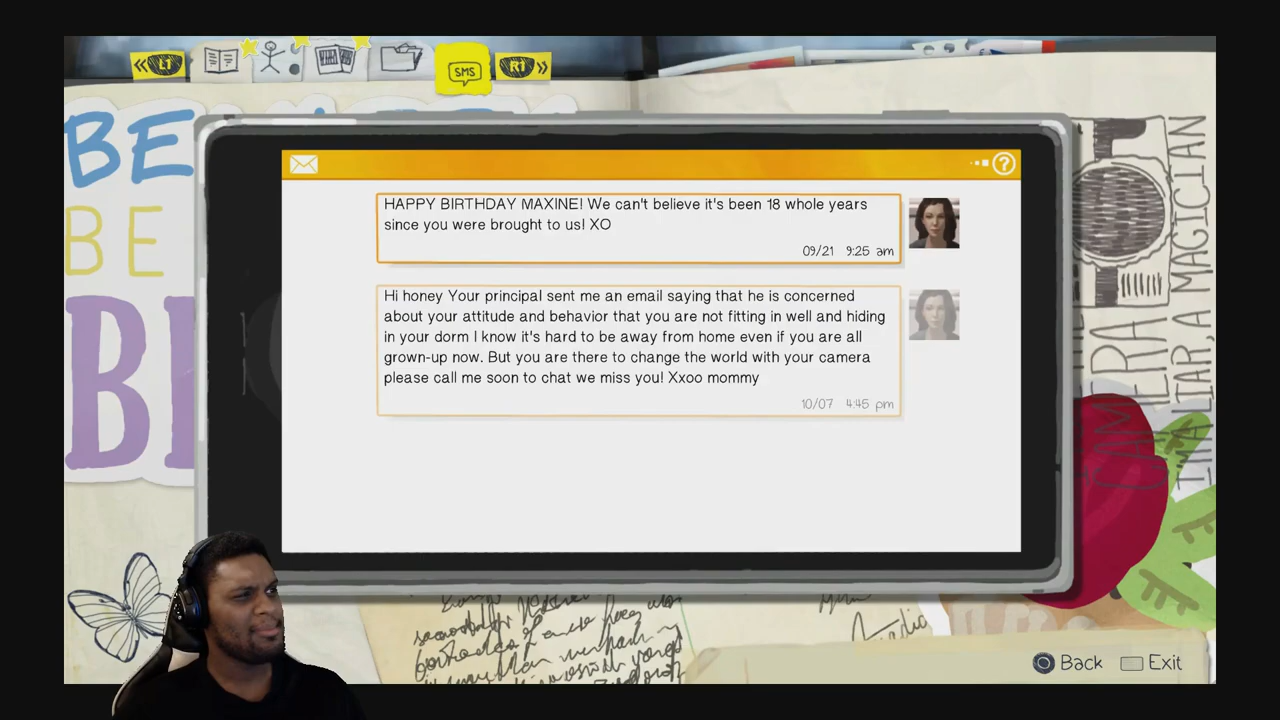 LT
SMS
R1
HAPPY BIRTHDAY MAXINE! We can't believe it's been 18 whole years
since you were brought to us! XO
09/21 9:25 am
Hi honey Your principal sent me an email saying that he is concerned
about your attitude and behavior that you are not fitting in well and hiding
in your dorm I know it's hard to be away from home even if you are all
grown-up now. But you are there to change the world with your camera
please call me soon to chat we miss you! Xxoo mommy
10/07 4:45 pm
BE
BE
CAMERA
LIAR, A MAGICIAN
Back
Exit